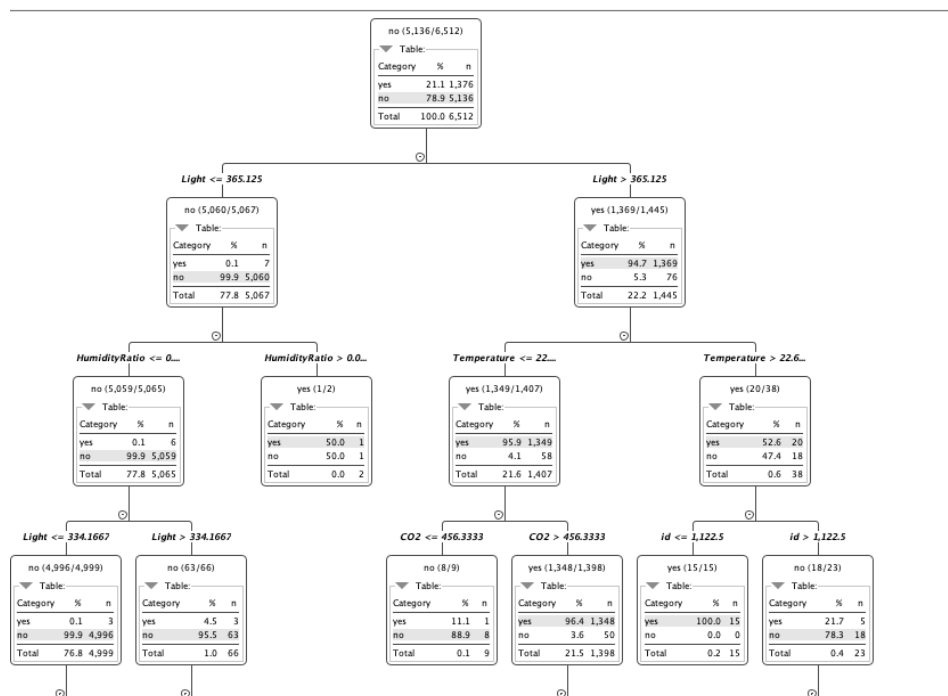 no (5,136/6,512)
Table:
Category % n
yes 21.1 1,376
no 78.9 5,136
Total 100.0 6,512
Light <= 365.125
Light > 365.125
no (5,060/5,067)
Table:
Category % n
yes 0.1 7
no 99.9 5,060
Total 77.8 5,067
yes (1,369/1,445)
Table:
Category % n
yes 94.7 1,369
no 5.3 76
Total 22.2 1,445
HumidityRatio <= 0....
HumidityRatio > 0.0...
Temperature <= 22....
Temperature > 22.6...
no (5,059/5,065)
Table:
Category % n
yes 0.1 6
no 99.9 5,059
Total 77.8 5,065
yes (1/2)
Table:
Category % n
yes 50.0 1
no 50.0 1
Total 0.0 2
yes (1,349/1,407)
Table:
Category % n
yes 95.9 1,349
no 4.1 58
Total 21.6 1,407
yes (20/38)
Table:
Category % n
yes 52.6 20
no 47.4 18
Total 0.6 38
Light <= 334.1667
Light > 334.1667
CO2 <= 456.3333
CO2 > 456.3333
id <= 1,122.5
id > 1,122.5
no (4,996/4,999)
Table:
Category % n
yes 0.1 3
no 99.9 4,996
Total 76.8 4,999
no (63/66)
Table:
Category % n
yes 4.5 3
no 95.5 63
Total 1.0 66
no (8/9)
Table:
Category % n
yes 11.1 1
no 88.9 8
Total 0.1 9
yes (1,348/1,398)
Table:
Category % n
yes 96.4 1,348
no 3.6 50
Total 21.5 1,398
yes (15/15)
Table:
Category % n
yes 100.0 15
no 0.0 0
Total 0.2 15
no (18/23)
Table:
Category % n
yes 21.7 5
no 78.3 18
Total 0.4 23